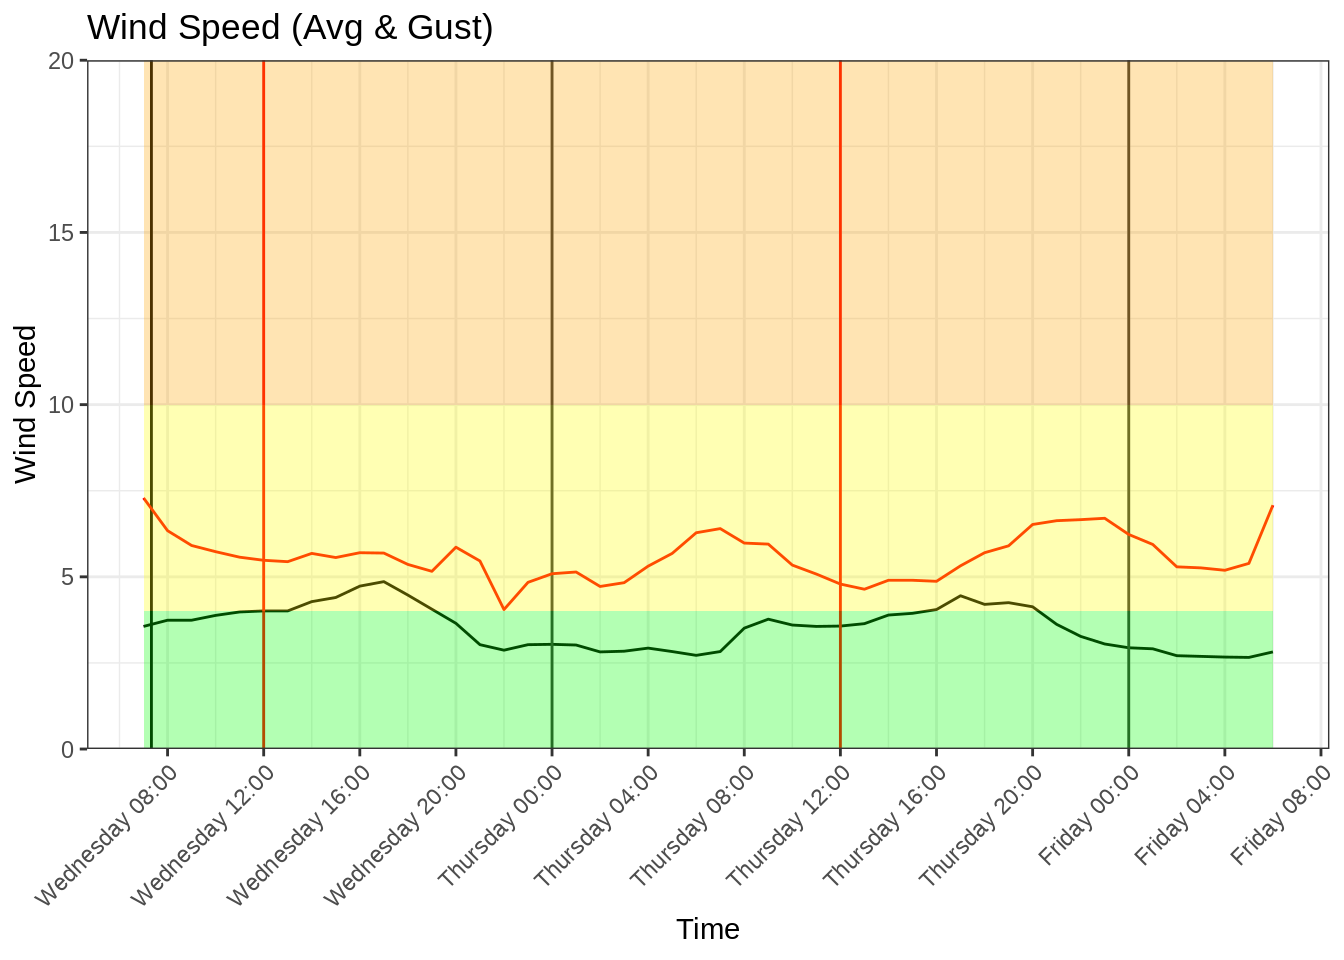 Wind Speed (Avg & Gust)
20
15
10
5
0
Wind Speed
Wednesday 08:00
Wednesday 12:00
Wednesday 16:00
Wednesday 20:00
Thursday 00:00
Thursday 04:00
Thursday 08:00
Thursday 12:00
Thursday 16:00
Thursday 20:00
Friday 00:00
Friday 04:00
Friday 08:00
Time